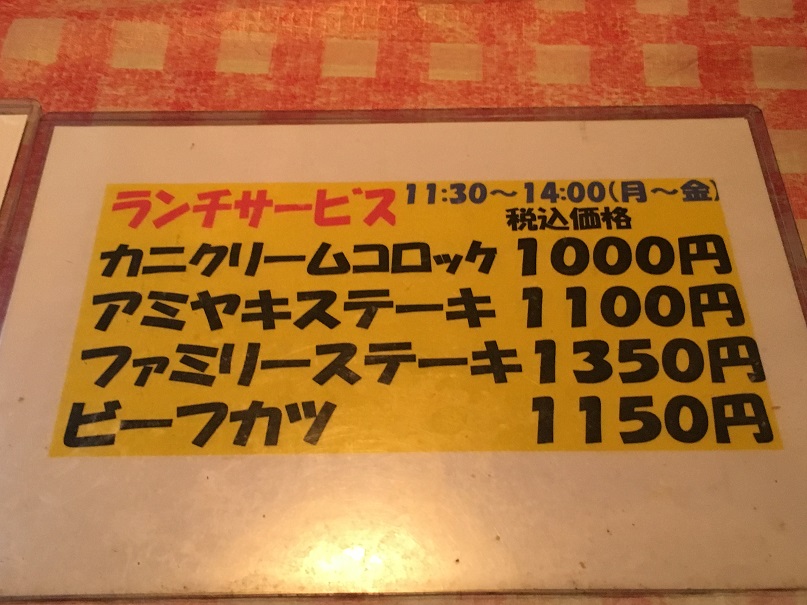 ランチサービス 11:30～14:00(月～金)
税込価格
カニクリームコロッケ 1000円
アミヤキステーキ 1100円
ファミリーステーキ 1350円
ビーフカツ 1150円